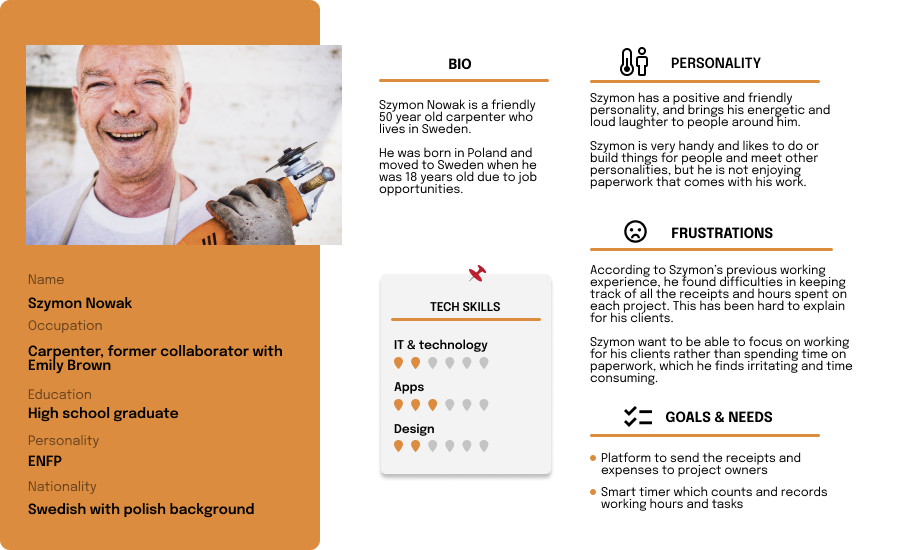 Name
Szymon Nowak
Occupation
Carpenter, former collaborator with
Emily Brown
Education
High school graduate
Personality
ENFP
Nationality
Swedish with polish background
BIO
Szymon Nowak is a friendly
50 year old carpenter who
lives in Sweden.
He was born in Poland and
moved to Sweden when he
was 18 years old due to job
opportunities.
TECH SKILLS
IT & technology
Apps
Design
PERSONALITY
Szymon has a positive and friendly
personality, and brings his energetic and
loud laughter to people around him.
Szymon is very handy and likes to do or
build things for people and meet other
personalities, but he is not enjoying
paperwork that comes with his work.
FRUSTRATIONS
According to Szymon's previous working
experience, he found difficulties in keeping
track of all the receipts and hours spent on
each project. This has been hard to explain
for his clients.
Szymon want to be able to focus on working
for his clients rather than spending time on
paperwork, which he finds irritating and time
consuming.
GOALS & NEEDS
Platform to send the receipts and
expenses to project owners
Smart timer which counts and records
working hours and tasks